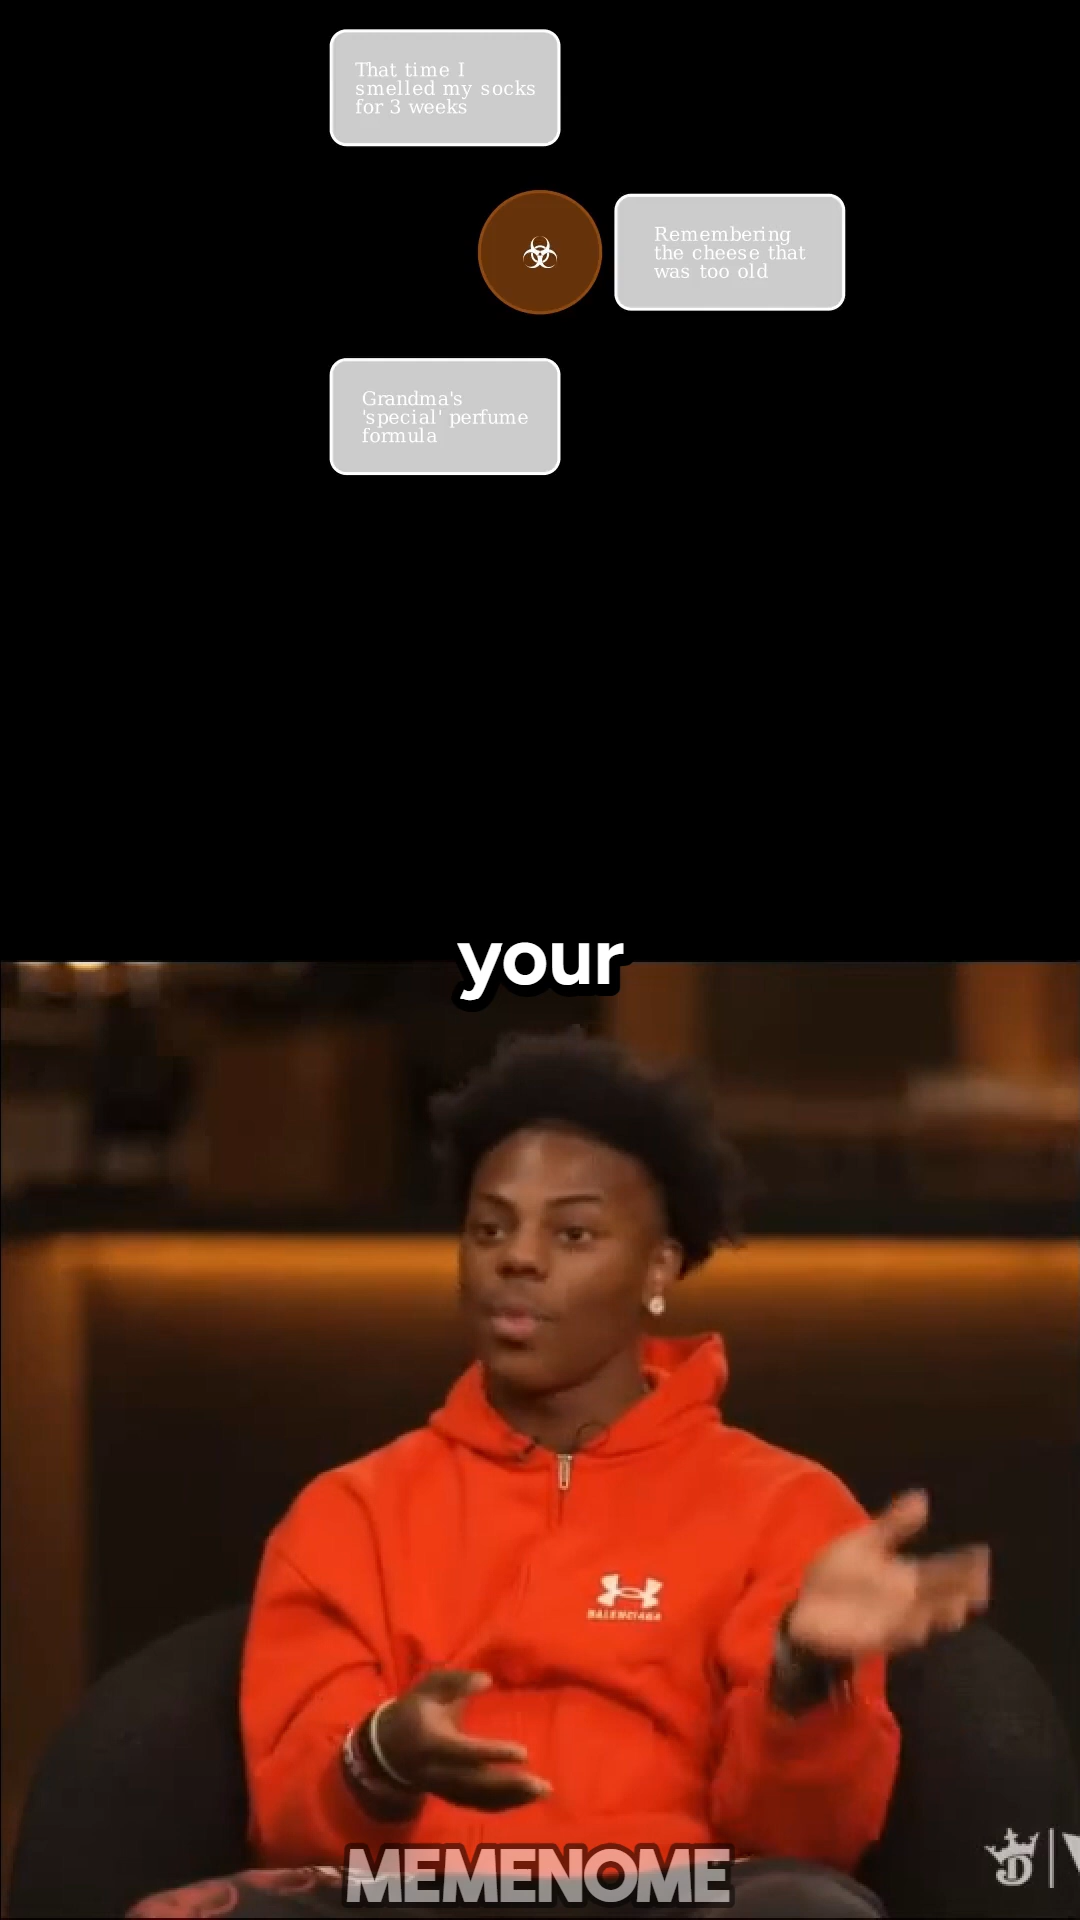 That time I
smelled my socks
for 3 weeks
Remembering
the cheese that
was too old
Grandma's
'special' perfume
formula
your
BALENCIAGA
MEMENOME